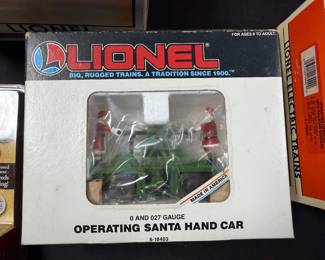 FOR AGES 8 TO ADULT.
LIONEL
BIG, RUGGED TRAINS. A TRADITION SINCE 1900.™
MADE IN AMERICA
0 AND 027 GAUGE
OPERATING SANTA HAND CAR
6-18403
LIONEL ELECTRIC TRAINS